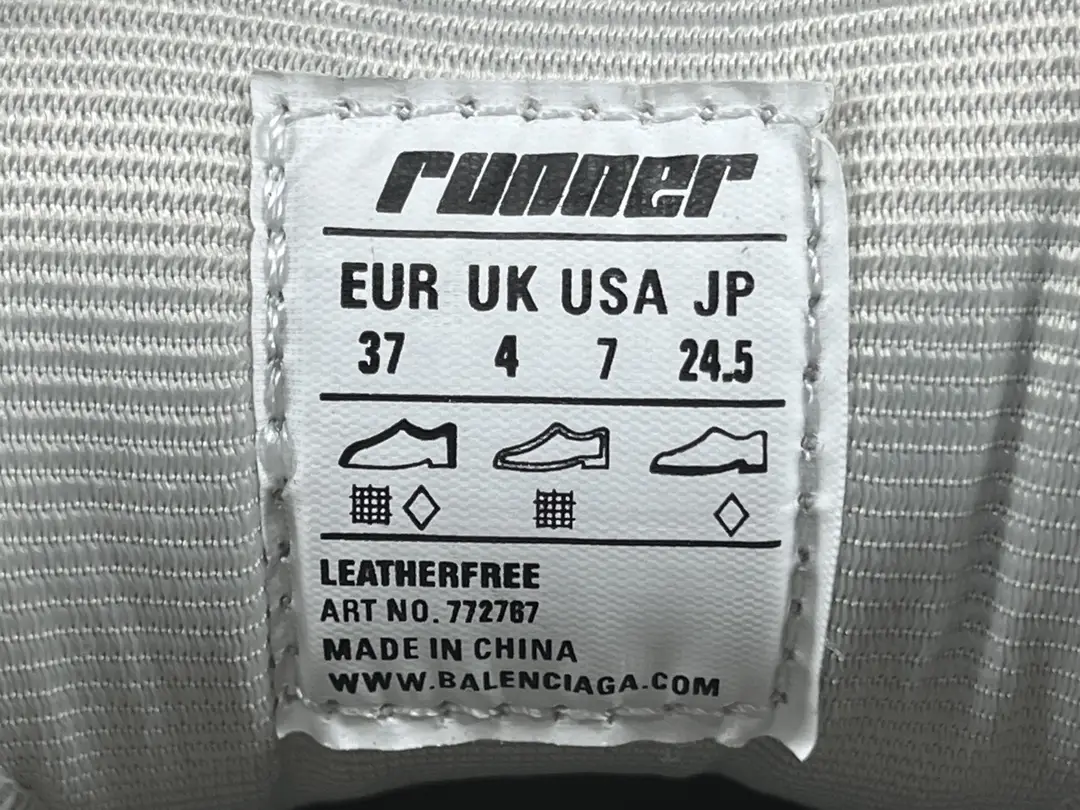 runner
EUR UK USA JP
37 4 7 24.5
LEATHERFREE
ART NO. 772767
MADE IN CHINA
WWW.BALENCIAGA.COM